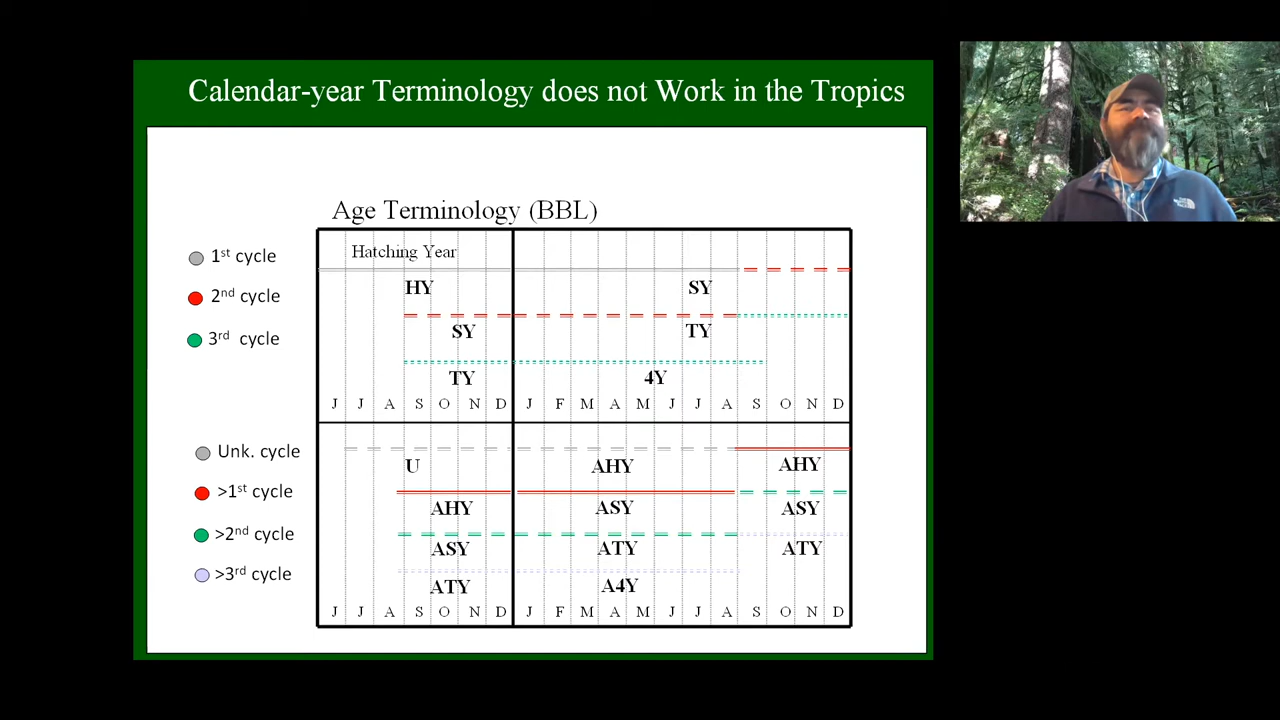 Calendar-year Terminology does not Work in the Tropics
Age Terminology (BBL)
1st cycle
2nd cycle
3rd cycle
Hatching Year
HY SY
SY TY
TY 4Y
J J A S O N D J F M A M J J A S O N D
Unk. cycle
>1st cycle
>2nd cycle
>3rd cycle
U AHY AHY
AHY ASY ASY
ASY ATY ATY
ATY A4Y
J J A S O N D J F M A M J J A S O N D